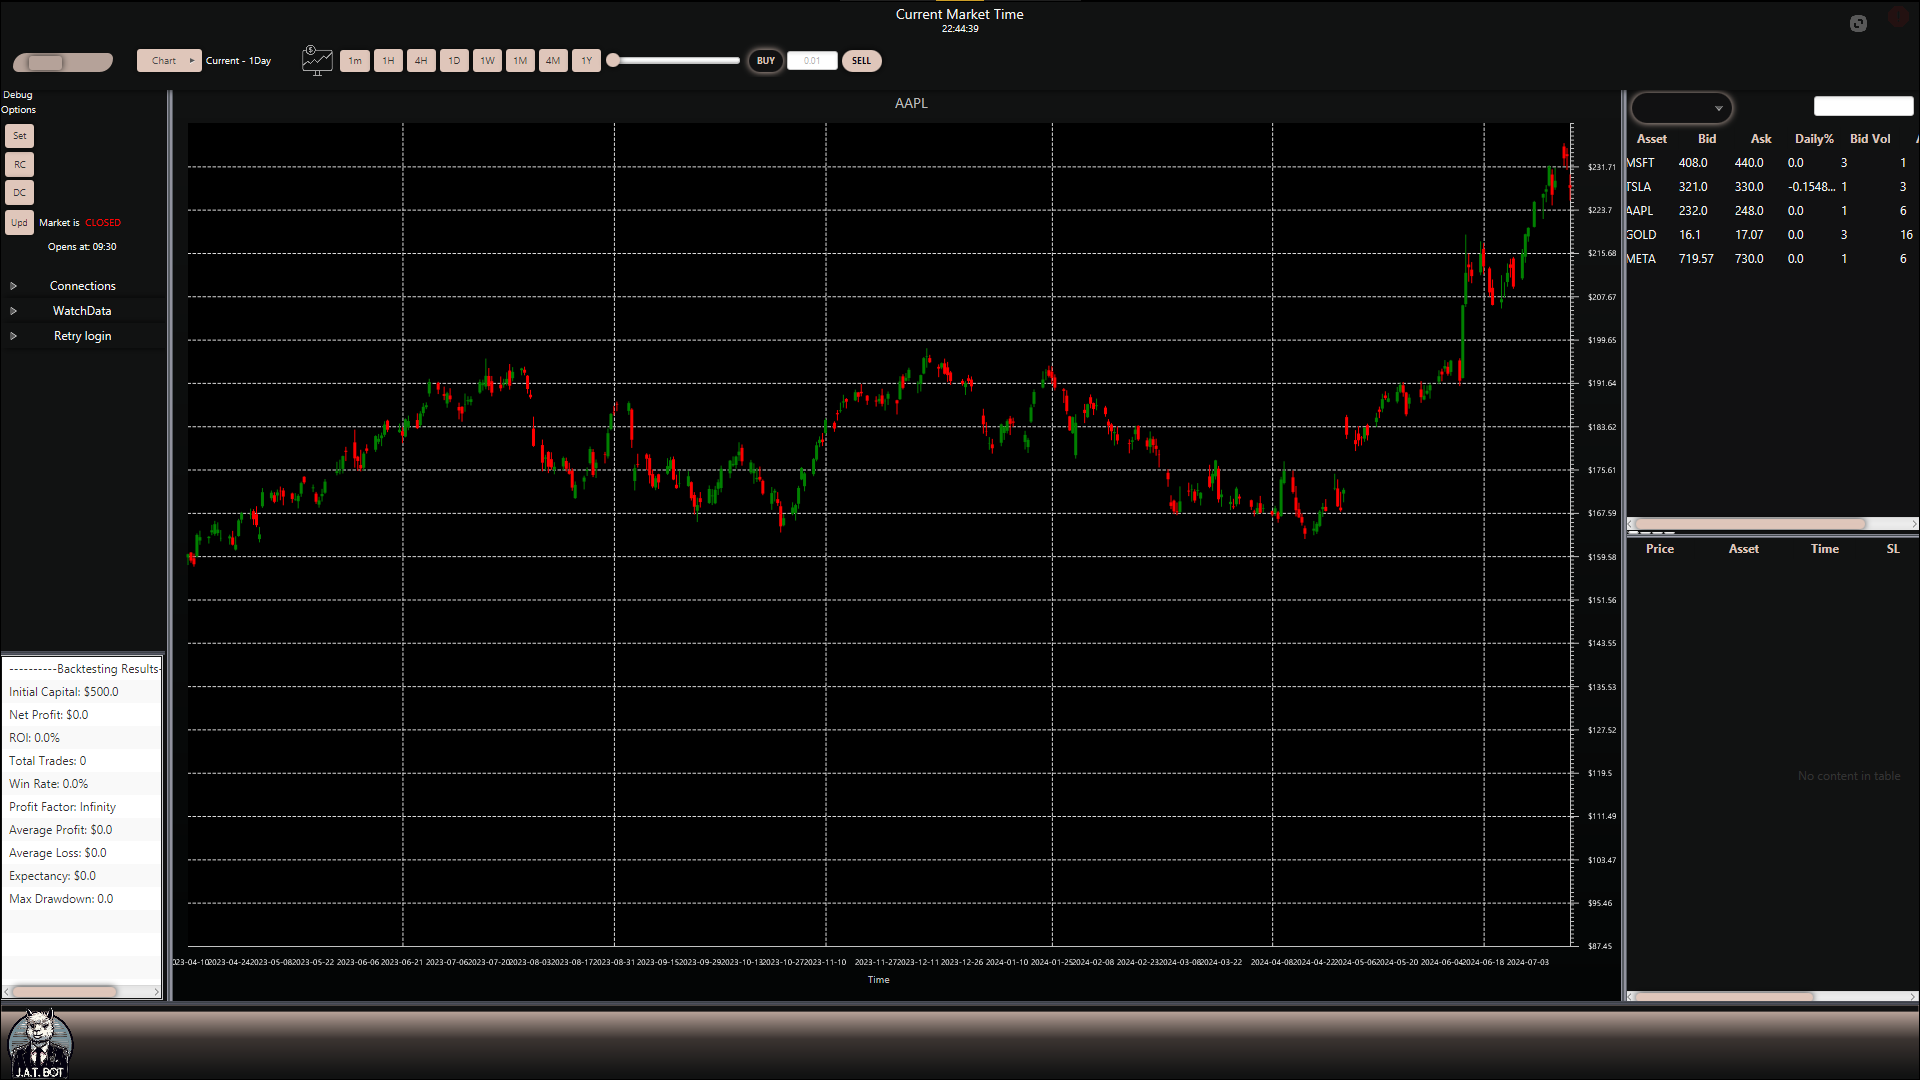 Current Market Time
22:44:39
Chart
Current - 1Day
1m 1H 4H 1D 1W 1M 4M 1Y
BUY
0.01
SELL
Debug
Options
Set
RC
DC
Upd
Market is CLOSED
Opens at: 09:30
Connections
WatchData
Retry login
----------Backtesting Results-
Initial Capital: $500.0
Net Profit: $0.0
ROI: 0.0%
Total Trades: 0
Win Rate: 0.0%
Profit Factor: Infinity
Average Profit: $0.0
Average Loss: $0.0
Expectancy: $0.0
Max Drawdown: 0.0
J.A.T. BOT
AAPL
$231.71
$223.7
$215.68
$207.67
$199.65
$191.64
$183.62
$175.61
$167.59
$159.58
$151.56
$143.55
$135.53
$127.52
$119.5
$111.49
$103.47
$95.46
$87.45
023-04-10 2023-04-24 2023-05-08 2023-05-22 2023-06-06 2023-06-21 2023-07-06 2023-07-20 2023-08-03 2023-08-17 2023-08-31 2023-09-15 2023-09-29 2023-10-13 2023-10-27 2023-11-10 2023-11-27 2023-12-11 2023-12-26 2024-01-10 2024-01-25 2024-02-08 2024-02-23 2024-03-08 2024-03-22 2024-04-08 2024-04-22 2024-05-06 2024-05-20 2024-06-04 2024-06-18 2024-07-03
Time
Asset Bid Ask Daily% Bid Vol
MSFT 408.0 440.0 0.0 3 1
TSLA 321.0 330.0 -0.1548... 1 3
AAPL 232.0 248.0 0.0 1 6
GOLD 16.1 17.07 0.0 3 16
META 719.57 730.0 0.0 1 6
Price Asset Time SL
No content in table